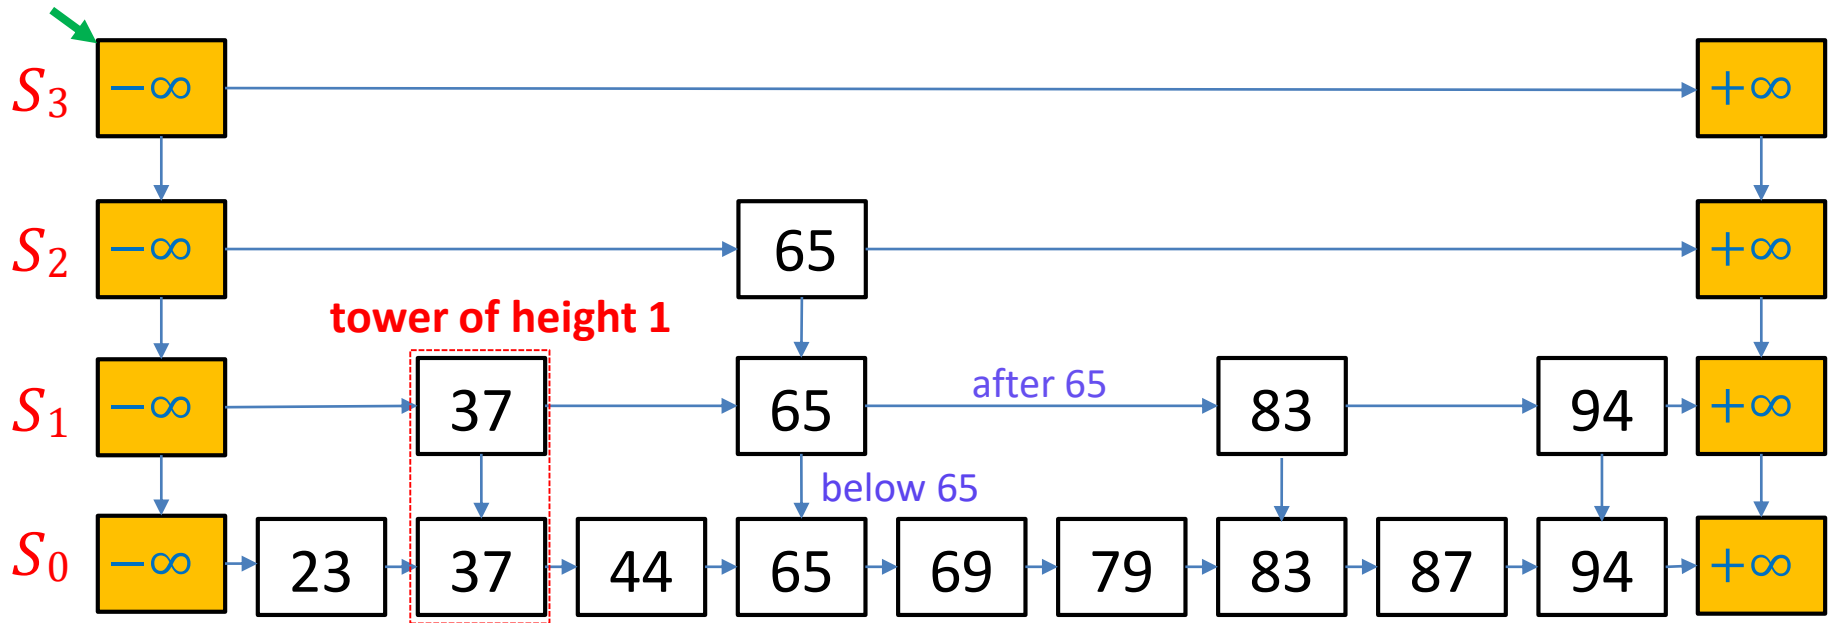 S₃ −∞ +∞
S₂ −∞ 65 +∞
tower of height 1
S₁ −∞ 37 65 after 65 83 94 +∞
below 65
S₀ −∞ 23 37 44 65 69 79 83 87 94 +∞